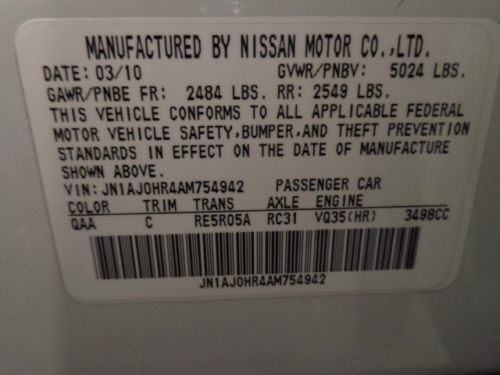 MANUFACTURED BY NISSAN MOTOR CO.,LTD.
DATE: 03/10 GVWR/PNBV: 5024 LBS.
GAWR/PNBE FR: 2484 LBS. RR: 2549 LBS.
THIS VEHICLE CONFORMS TO ALL APPLICABLE FEDERAL
MOTOR VEHICLE SAFETY,BUMPER,AND THEFT PREVENTION
STANDARDS IN EFFECT ON THE DATE OF MANUFACTURE
SHOWN ABOVE.
VIN: JN1AJ0HR4AM754942 PASSENGER CAR
COLOR TRIM TRANS AXLE ENGINE
QAA C RE5R05A RC31 VQ35(HR) 3498CC
JN1AJ0HR4AM754942